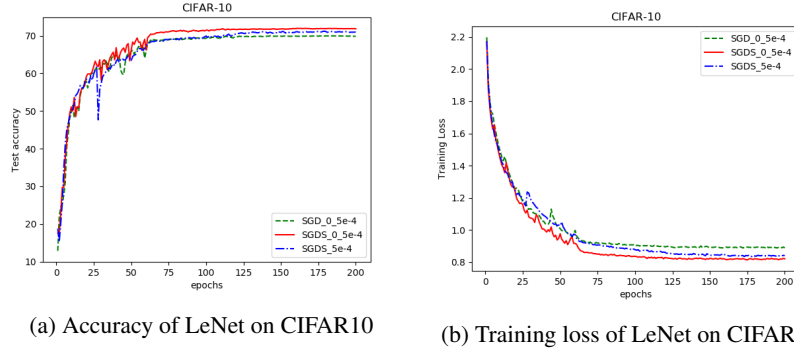 CIFAR-10
70
60
50
40
30
20
10
Test accuracy
0
25
50
75
100
125
150
175
200
epochs
SGD_0_5e-4
SGDS_0_5e-4
SGDS_5e-4
(a) Accuracy of LeNet on CIFAR10
CIFAR-10
2.2
2.0
1.8
1.6
1.4
1.2
1.0
0.8
Training Loss
0
25
50
75
100
125
150
175
200
epochs
SGD_0_5e-4
SGDS_0_5e-4
SGDS_5e-4
(b) Training loss of LeNet on CIFAR